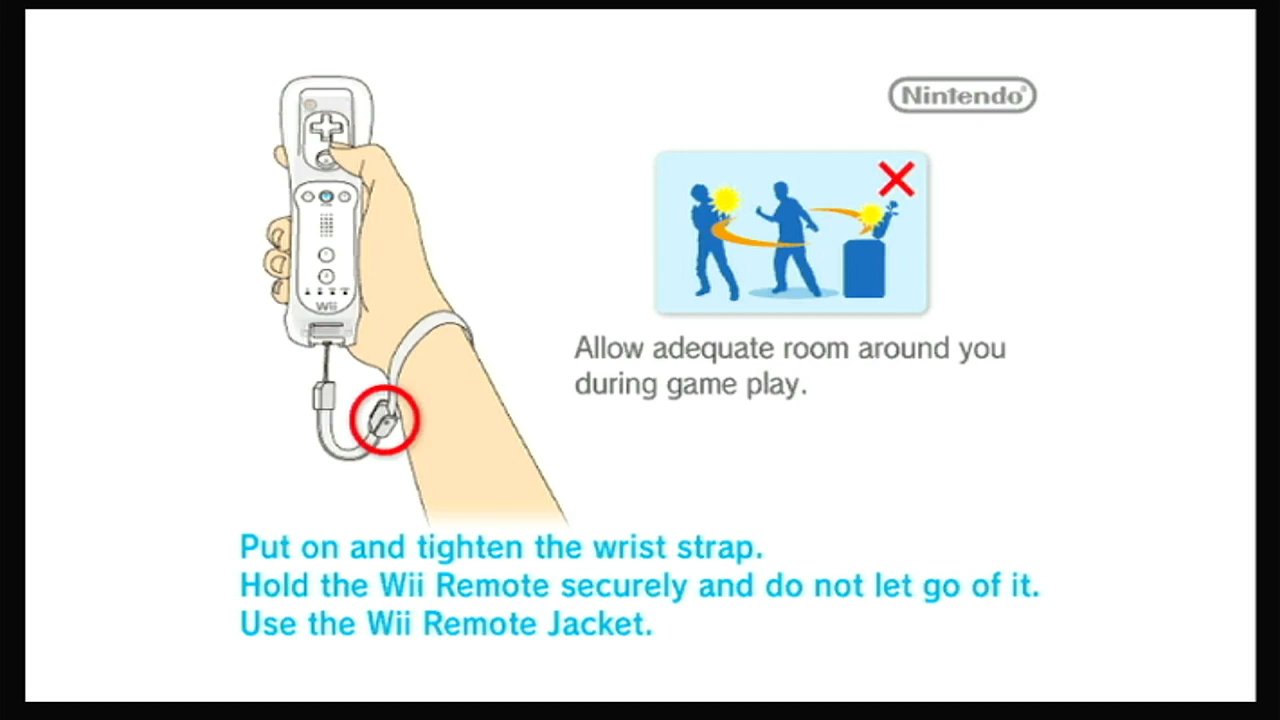 Nintendo
Allow adequate room around you
during game play.
Wii
Put on and tighten the wrist strap.
Hold the Wii Remote securely and do not let go of it.
Use the Wii Remote Jacket.